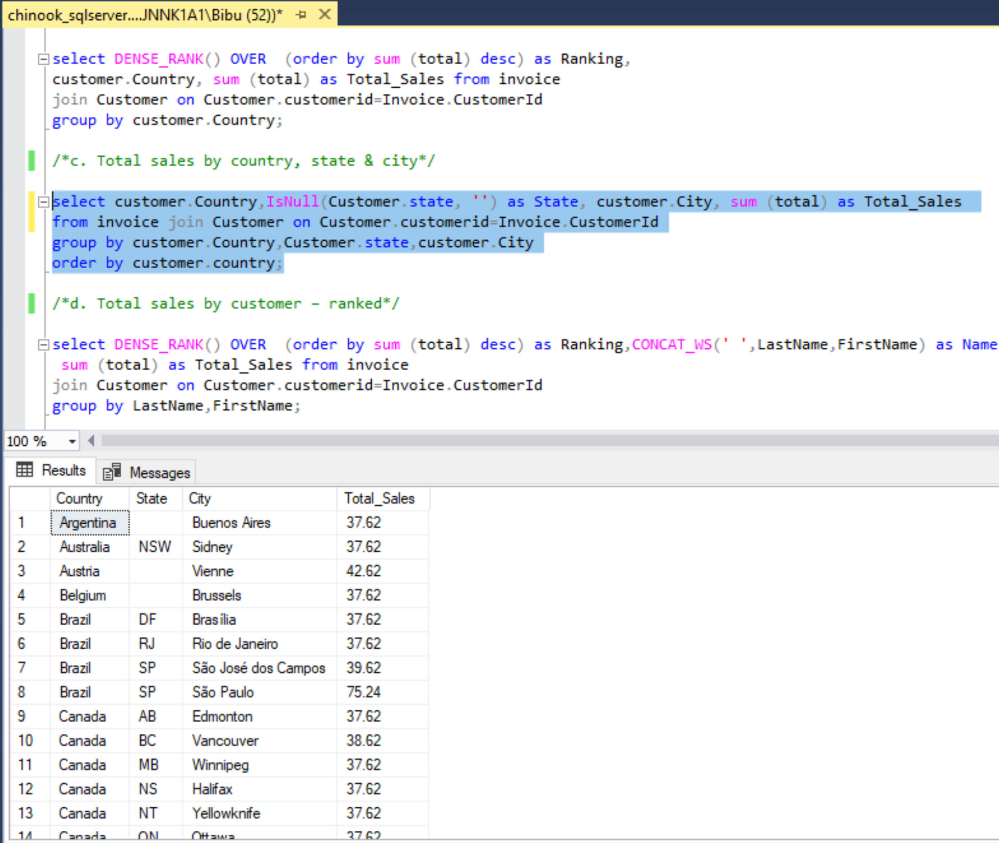 chinook_sqlserver....JNNK1A1\Bibu (52))*
select DENSE_RANK() OVER  (order by sum (total) desc) as Ranking,
customer.Country, sum (total) as Total_Sales from invoice
join Customer on Customer.customerid=Invoice.CustomerId
group by customer.Country;
/*c. Total sales by country, state & city*/
select customer.Country,IsNull(Customer.state, '') as State, customer.City, sum (total) as Total_Sales
from invoice join Customer on Customer.customerid=Invoice.CustomerId
group by customer.Country,Customer.state,customer.City
order by customer.country;
/*d. Total sales by customer – ranked*/
select DENSE_RANK() OVER  (order by sum (total) desc) as Ranking,CONCAT_WS(' ',LastName,FirstName) as Name
sum (total) as Total_Sales from invoice
join Customer on Customer.customerid=Invoice.CustomerId
group by LastName,FirstName;
100 %
Results Messages
Country State City Total_Sales
1 Argentina Buenos Aires 37.62
2 Australia NSW Sidney 37.62
3 Austria Vienne 42.62
4 Belgium Brussels 37.62
5 Brazil DF Brasília 37.62
6 Brazil RJ Rio de Janeiro 37.62
7 Brazil SP São José dos Campos 39.62
8 Brazil SP São Paulo 75.24
9 Canada AB Edmonton 37.62
10 Canada BC Vancouver 38.62
11 Canada MB Winnipeg 37.62
12 Canada NS Halifax 37.62
13 Canada NT Yellowknife 37.62
14 Canada ON Ottawa 37.62